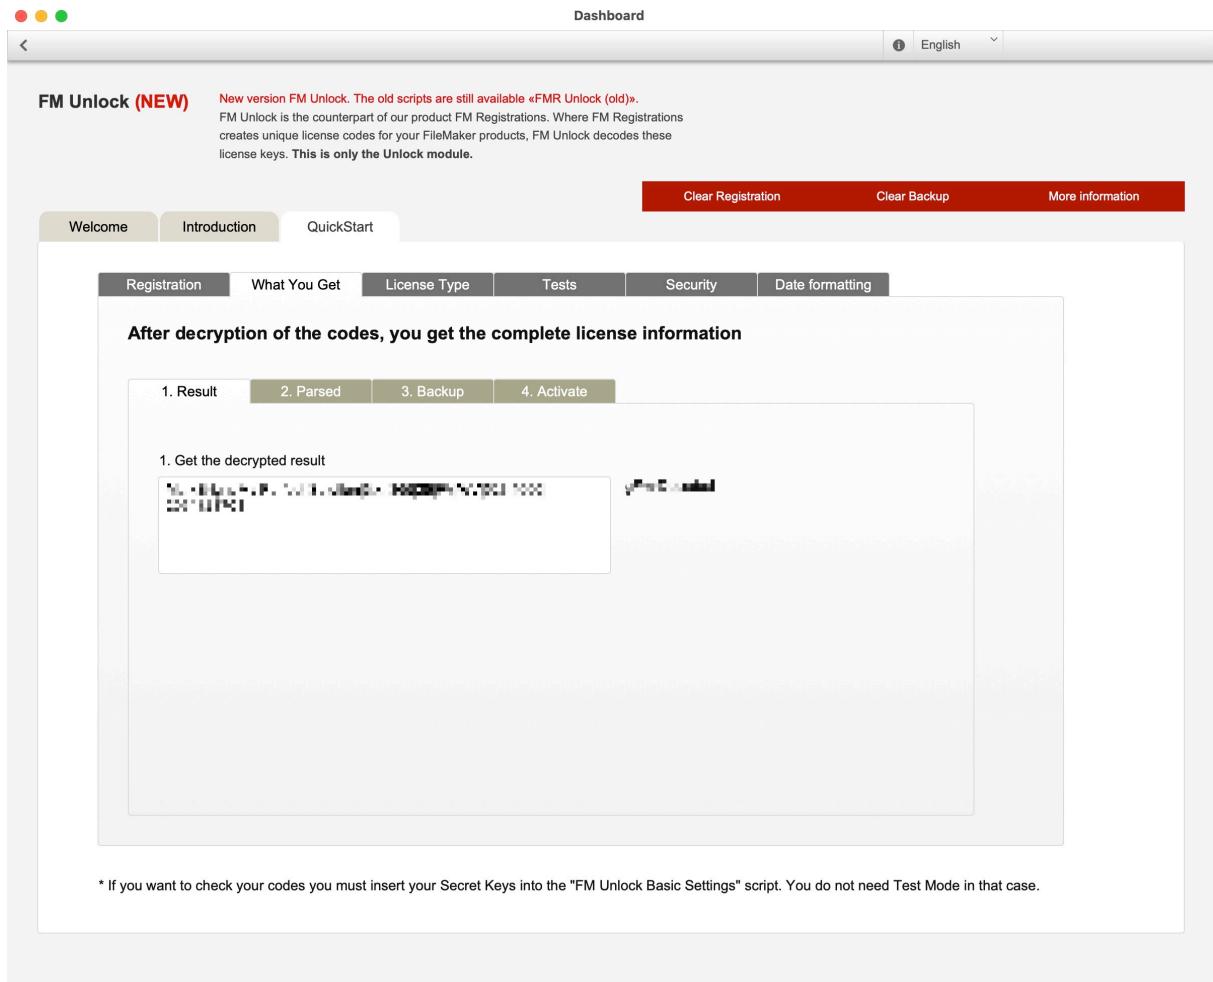 Dashboard
English
FM Unlock (NEW)
New version FM Unlock. The old scripts are still available «FMR Unlock (old)».
FM Unlock is the counterpart of our product FM Registrations. Where FM Registrations
creates unique license codes for your FileMaker products, FM Unlock decodes these
license keys. This is only the Unlock module.
Clear Registration Clear Backup More information
Welcome Introduction QuickStart
Registration What You Get License Type Tests Security Date formatting
After decryption of the codes, you get the complete license information
1. Result 2. Parsed 3. Backup 4. Activate
1. Get the decrypted result
* If you want to check your codes you must insert your Secret Keys into the "FM Unlock Basic Settings" script. You do not need Test Mode in that case.